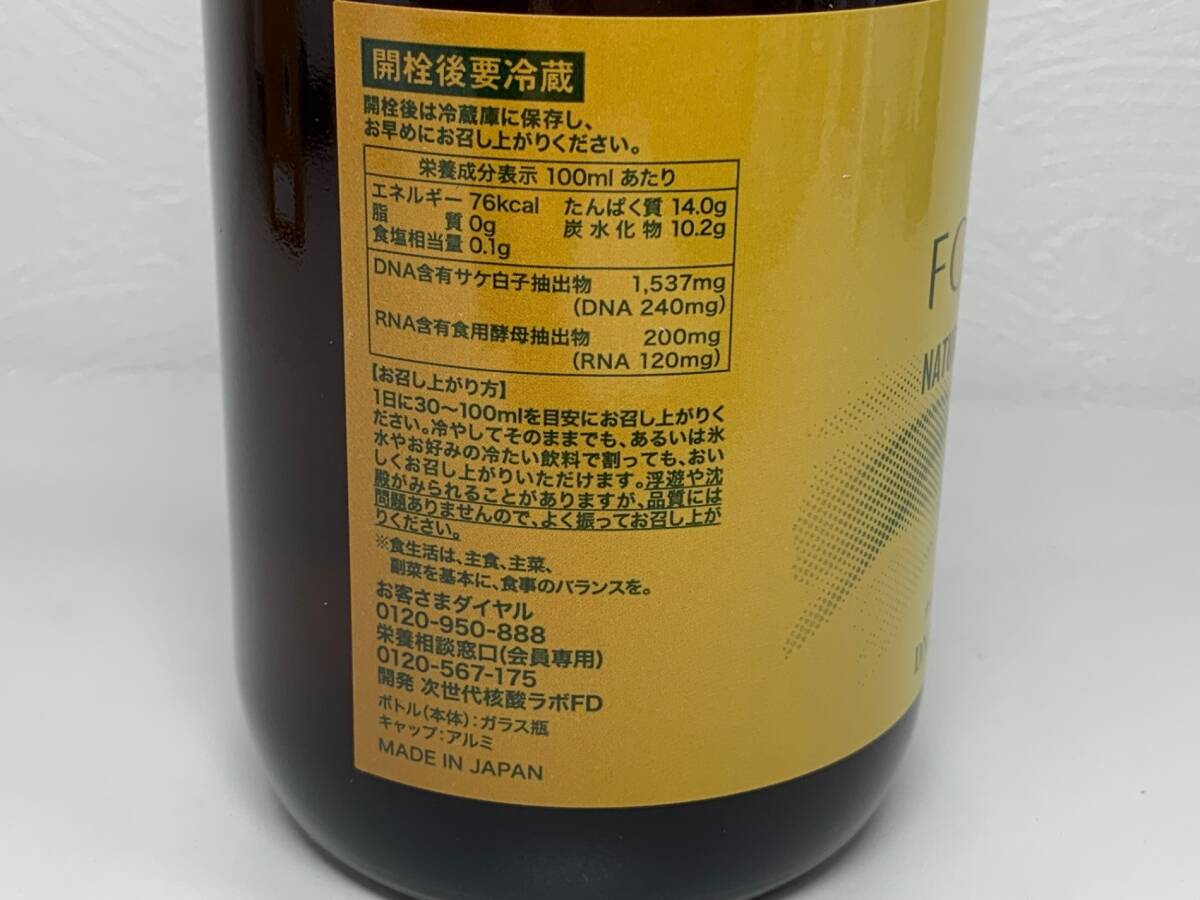 開栓後要冷蔵
開栓後は冷蔵庫に保存し、
お早めにお召し上がりください。
栄養成分表示 100ml あたり
エネルギー 76kcal たんぱく質 14.0g
脂質 0g 炭水化物 10.2g
食塩相当量 0.1g
DNA含有サケ白子抽出物 1,537mg
(DNA 240mg)
RNA含有食用酵母抽出物 200mg
(RNA 120mg)
【お召し上がり方】
1日に30〜100mlを目安にお召し上がりく
ださい。冷やしてそのままでも、あるいは氷
水やお好みの冷たい飲料で割っても、おい
しくお召し上がりいただけます。浮遊や沈
殿がみられることがありますが、品質には
問題ありませんので、よく振ってお召し上が
りください。
※食生活は、主食、主菜、
副菜を基本に、食事のバランスを。
お客さまダイヤル
0120-950-888
栄養相談窓口(会員専用)
0120-567-175
開発 次世代核酸ラボFD
ボトル(本体):ガラス瓶
キャップ:アルミ
MADE IN JAPAN